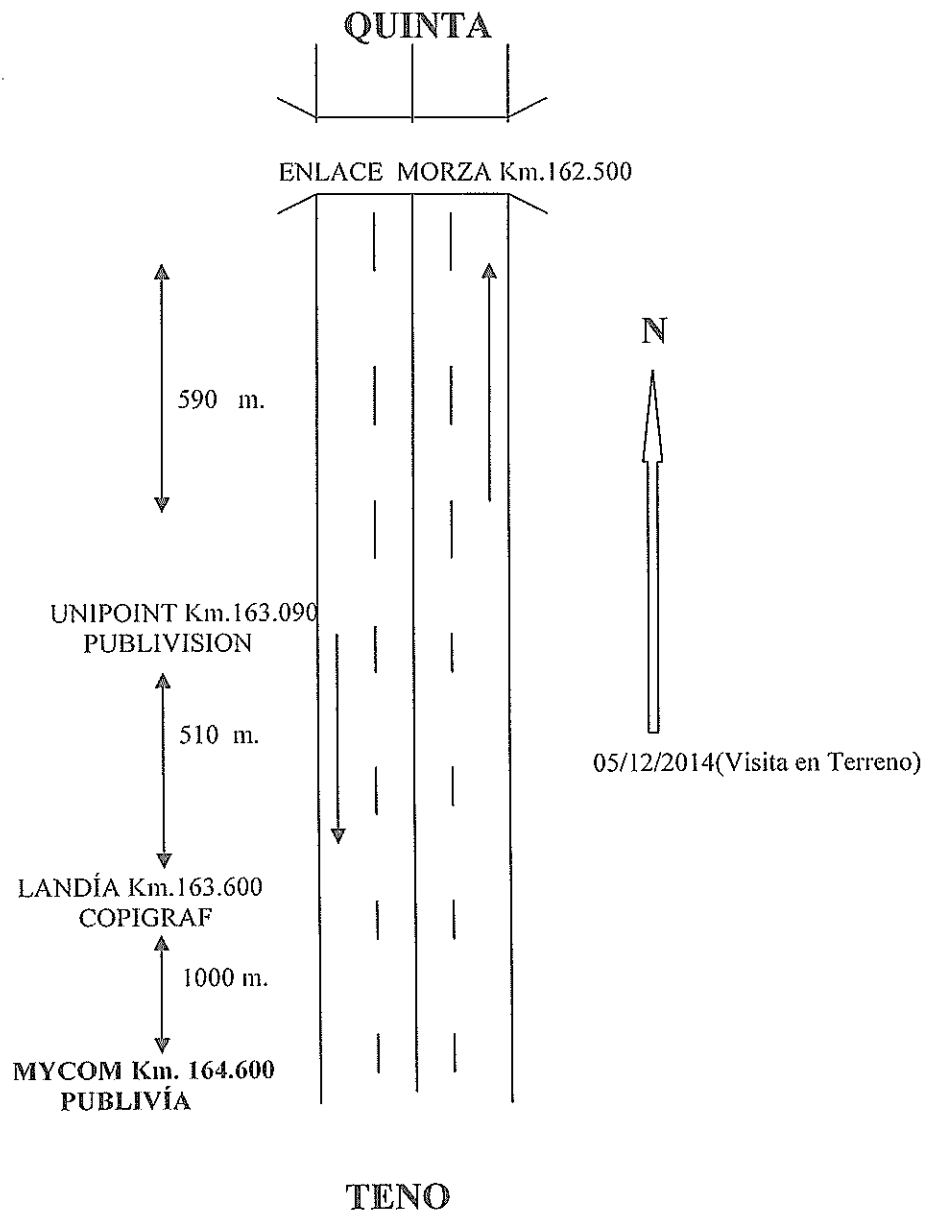 QUINTA
ENLACE MORZA Km.162.500
N
590 m.
UNIPOINT Km.163.090
PUBLIVISION
510 m.
05/12/2014(Visita en Terreno)
LANDÍA Km.163.600
COPIGRAF
1000 m.
MYCOM Km. 164.600
PUBLIVÍA
TENO